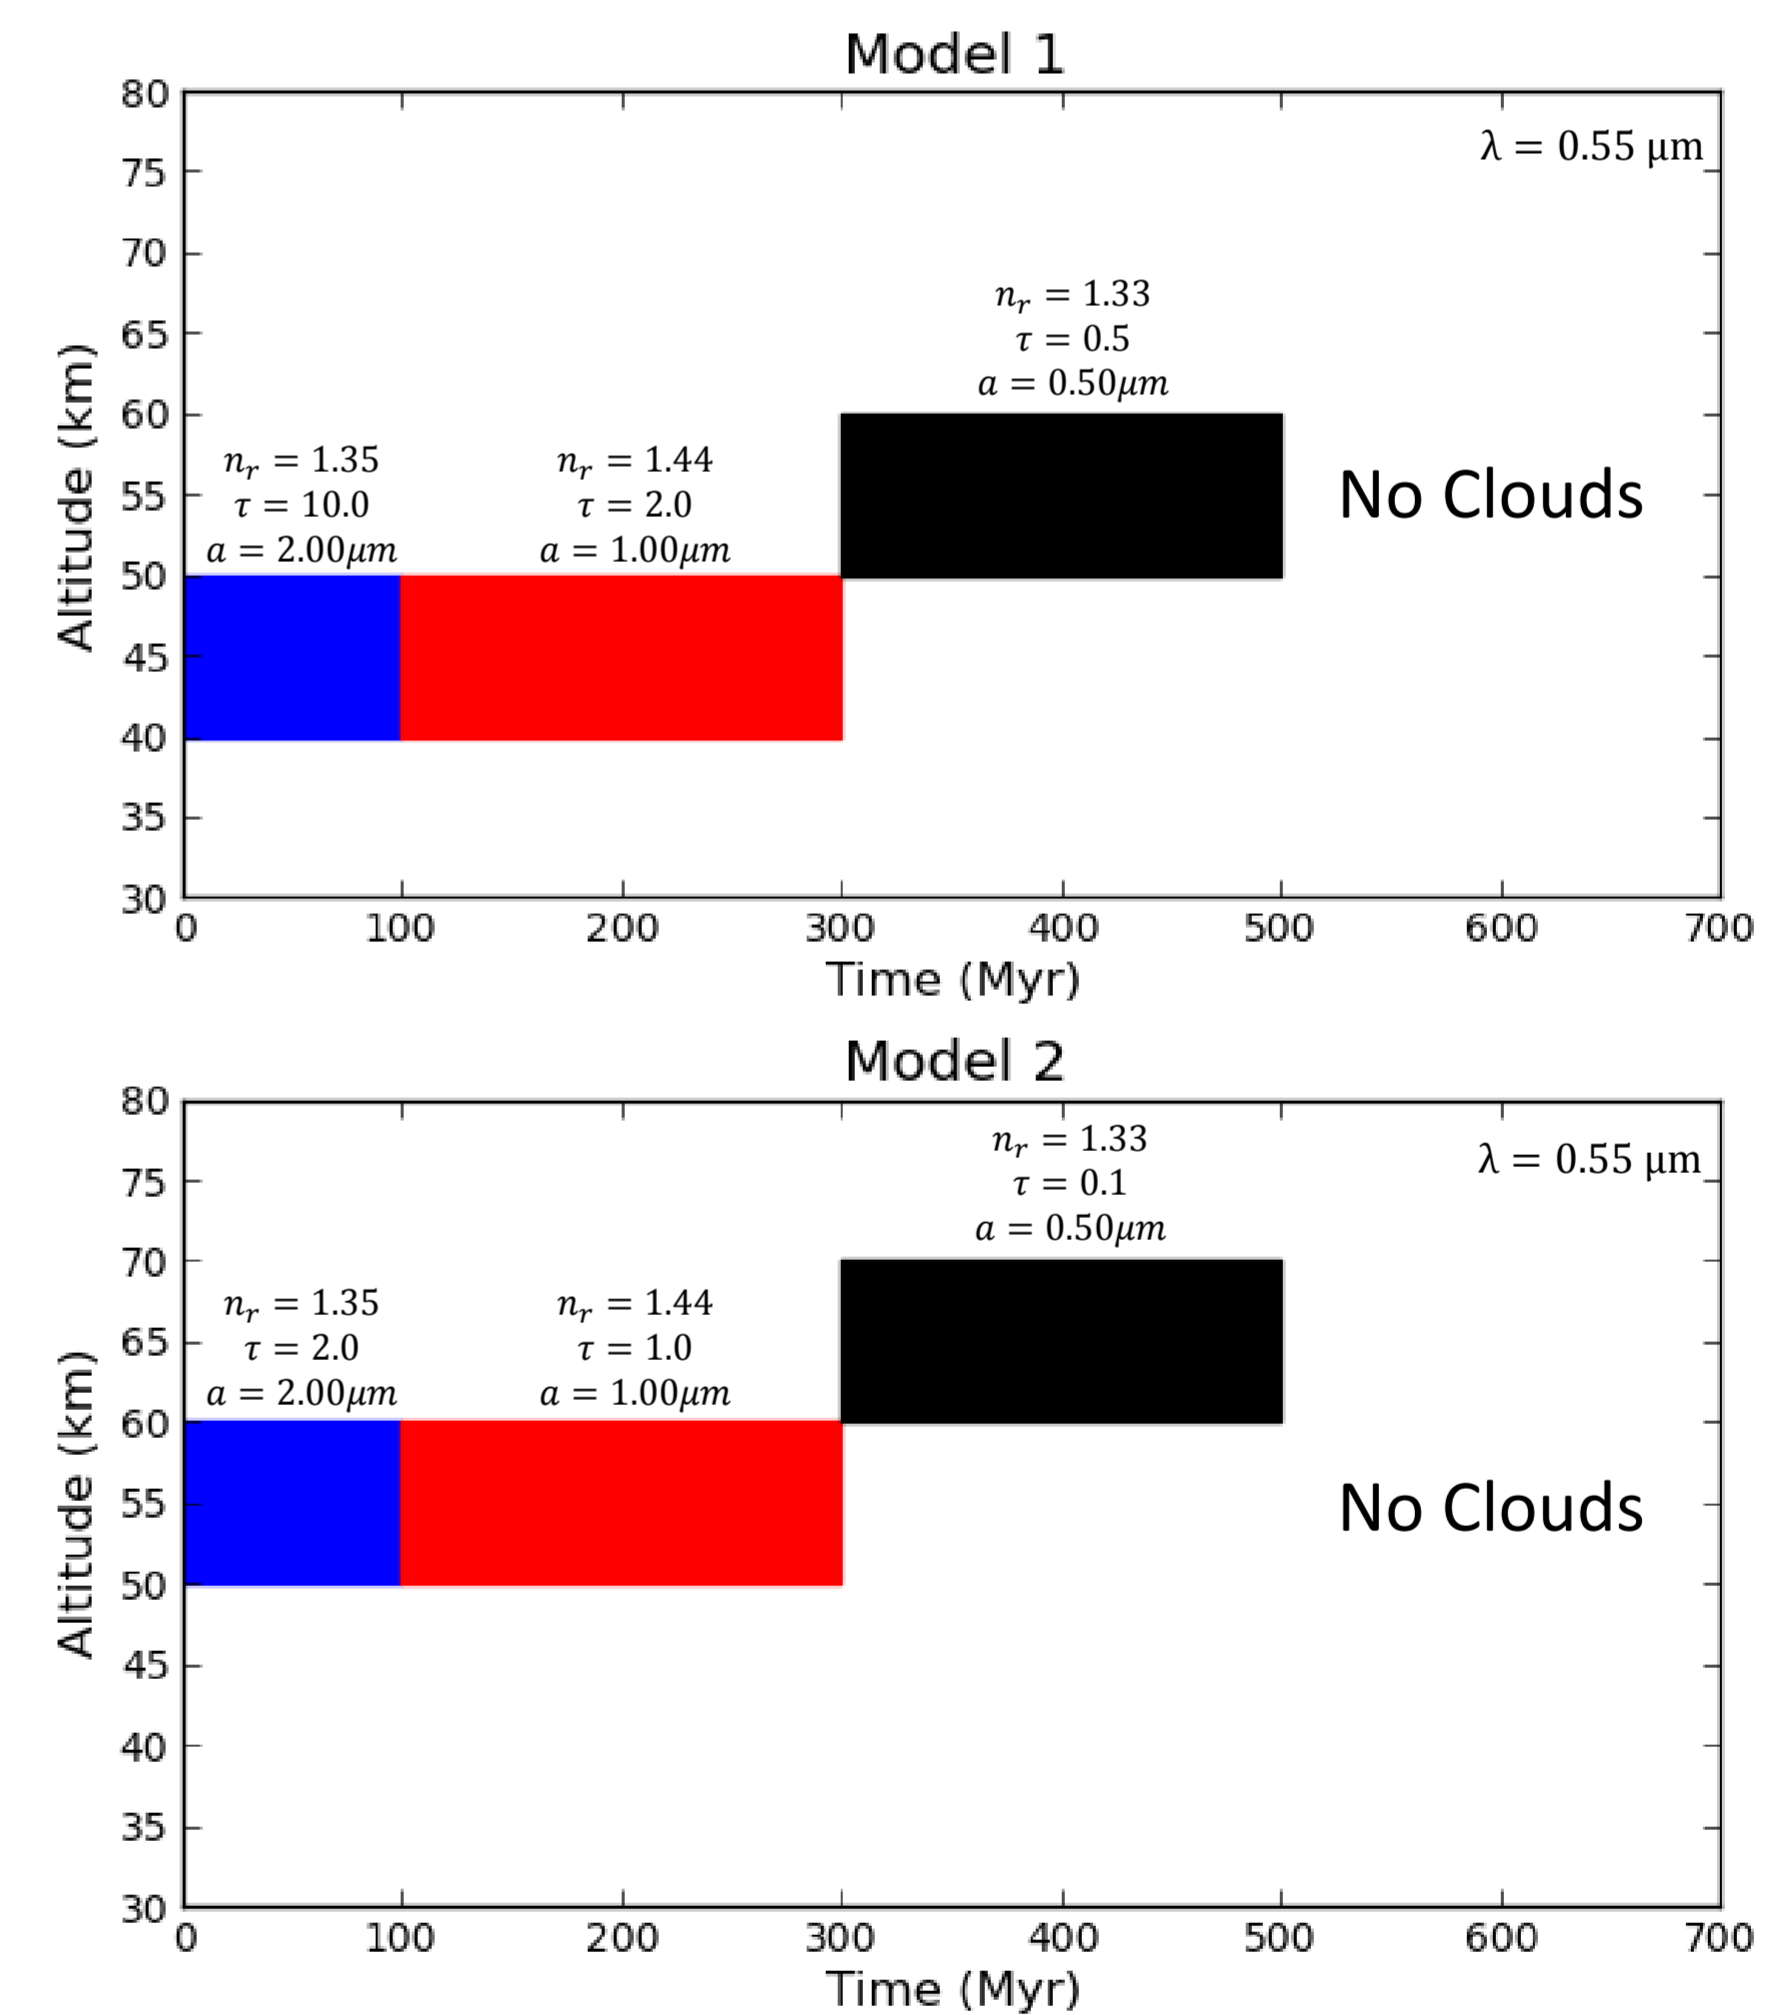 Model 1
80
λ = 0.55 μm
75
70
n_r = 1.33
τ = 0.5
a = 0.50μm
65
60
n_r = 1.35
τ = 10.0
a = 2.00μm
n_r = 1.44
τ = 2.0
a = 1.00μm
No Clouds
55
50
45
40
35
30
Altitude (km)
0 100 200 300 400 500 600 700
Time (Myr)
Model 2
80
n_r = 1.33
τ = 0.1
a = 0.50μm
λ = 0.55 μm
75
70
n_r = 1.35
τ = 2.0
a = 2.00μm
n_r = 1.44
τ = 1.0
a = 1.00μm
65
60
No Clouds
55
50
45
40
35
30
Altitude (km)
0 100 200 300 400 500 600 700
Time (Myr)